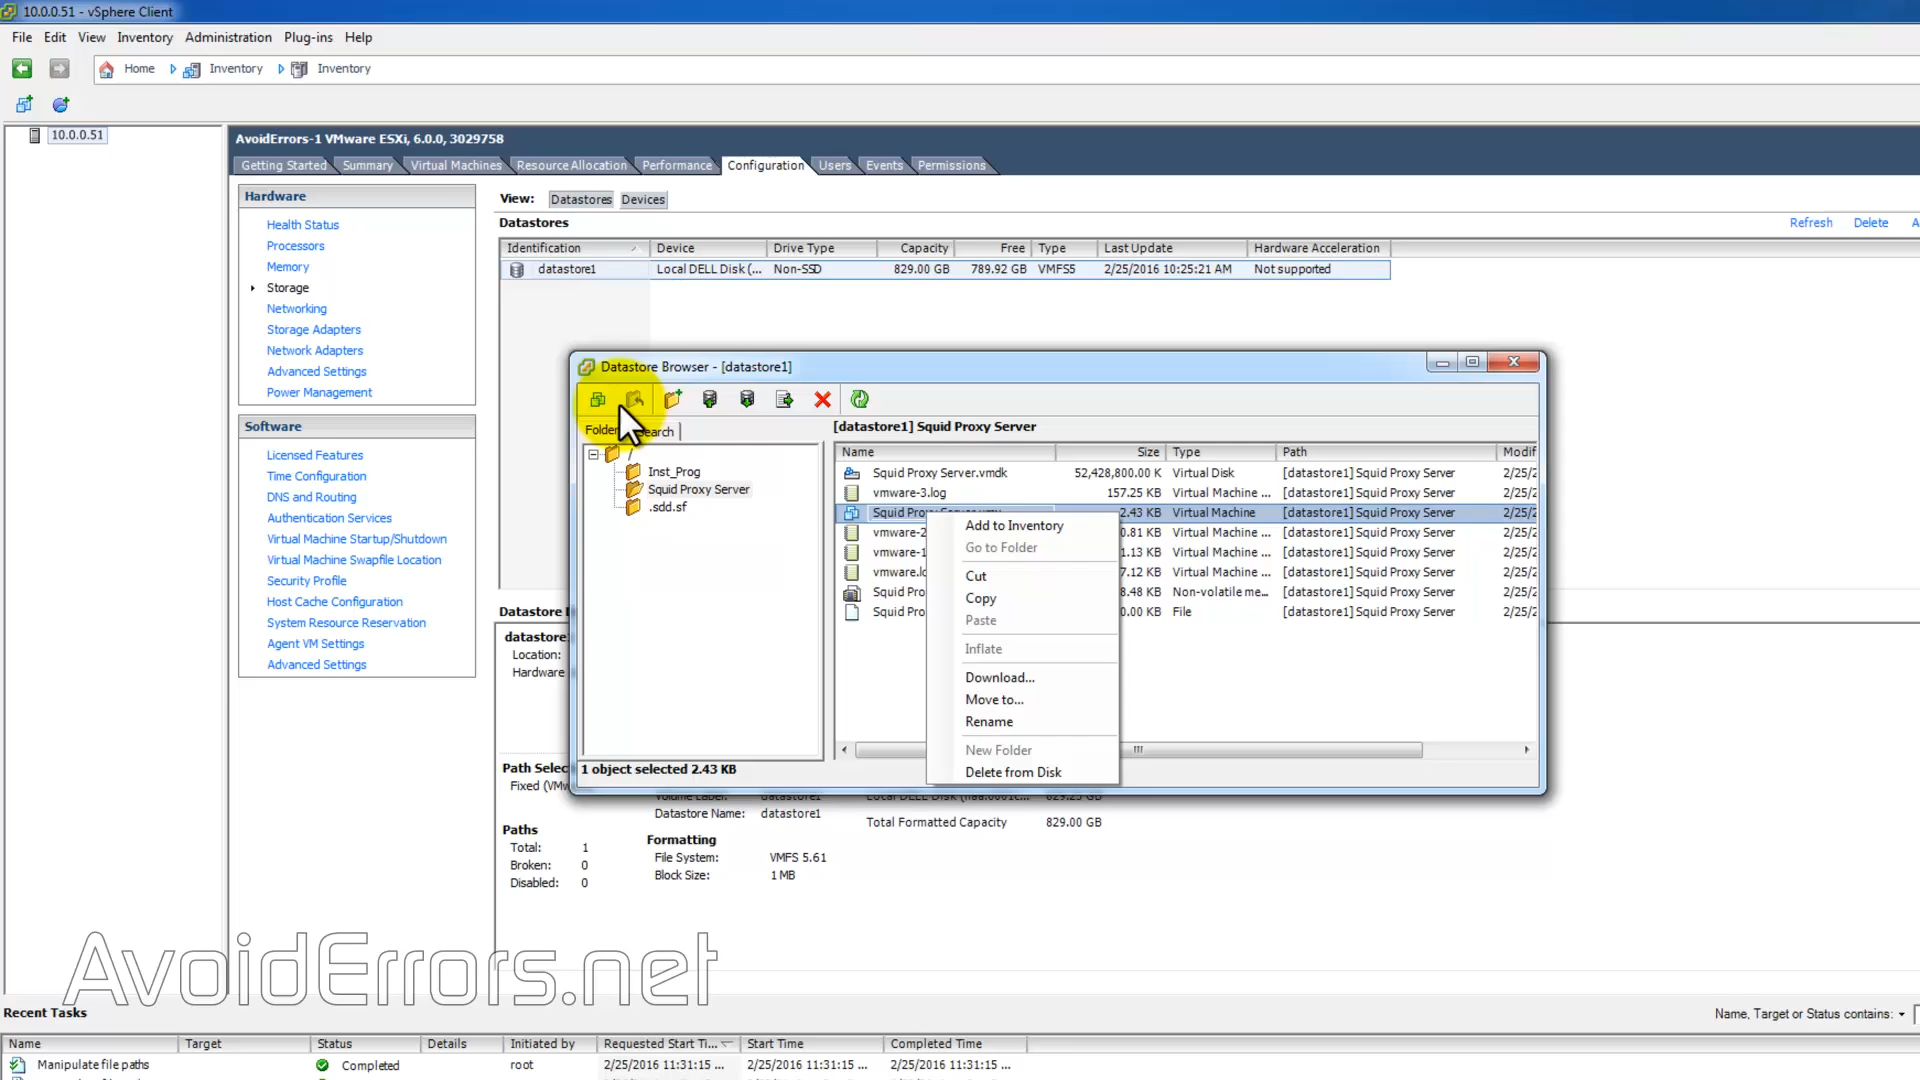 10.0.0.51 - vSphere Client
File Edit View Inventory Administration Plug-ins Help
Home Inventory Inventory
10.0.0.51
AvoidErrors-1 VMware ESXi, 6.0.0, 3029758
Getting Started Summary Virtual Machines Resource Allocation Performance Configuration Users Events Permissions
Hardware
Health Status
Processors
Memory
Storage
Networking
Storage Adapters
Network Adapters
Advanced Settings
Power Management
Software
Licensed Features
Time Configuration
DNS and Routing
Authentication Services
Virtual Machine Startup/Shutdown
Virtual Machine Swapfile Location
Security Profile
Host Cache Configuration
System Resource Reservation
Agent VM Settings
Advanced Settings
View: Datastores Devices
Datastores
Refresh Delete
Identification Device Drive Type Capacity Free Type Last Update Hardware Acceleration
datastore1 Local DELL Disk (... Non-SSD 829.00 GB 789.92 GB VMFS5 2/25/2016 10:25:21 AM Not supported
Datastore Browser - [datastore1]
Folder Search
/
Inst_Prog
Squid Proxy Server
.sdd.sf
[datastore1] Squid Proxy Server
Name Size Type Path Modif
Squid Proxy Server.vmdk 52,428,800.00 K Virtual Disk [datastore1] Squid Proxy Server 2/25/2
vmware-3.log 157.25 KB Virtual Machine ... [datastore1] Squid Proxy Server 2/25/2
Squid Proxy Server.vmx 2.43 KB Virtual Machine [datastore1] Squid Proxy Server 2/25/2
vmware-2 0.81 KB Virtual Machine ... [datastore1] Squid Proxy Server 2/25/2
vmware-1 1.13 KB Virtual Machine ... [datastore1] Squid Proxy Server 2/25/2
vmware.lo 7.12 KB Virtual Machine ... [datastore1] Squid Proxy Server 2/25/2
Squid Pro 8.48 KB Non-volatile me... [datastore1] Squid Proxy Server 2/25/2
Squid Pro 0.00 KB File [datastore1] Squid Proxy Server 2/25/2
Add to Inventory
Go to Folder
Cut
Copy
Paste
Inflate
Download...
Move to...
Rename
New Folder
Delete from Disk
1 object selected 2.43 KB
Datastore
datastore
Location:
Hardware
Path Selec
Fixed (VMw
Paths
Total: 1
Broken: 0
Disabled: 0
Volume Label: datastore1
Datastore Name: datastore1
Formatting
File System: VMFS 5.61
Block Size: 1 MB
Local DELL Disk 829.25 GB
Total Formatted Capacity 829.00 GB
AvoidErrors.net
Recent Tasks
Name, Target or Status contains:
Name Target Status Details Initiated by Requested Start Ti... Start Time Completed Time
Manipulate file paths Completed root 2/25/2016 11:31:15 ... 2/25/2016 11:31:15 ... 2/25/2016 11:31:15 ...